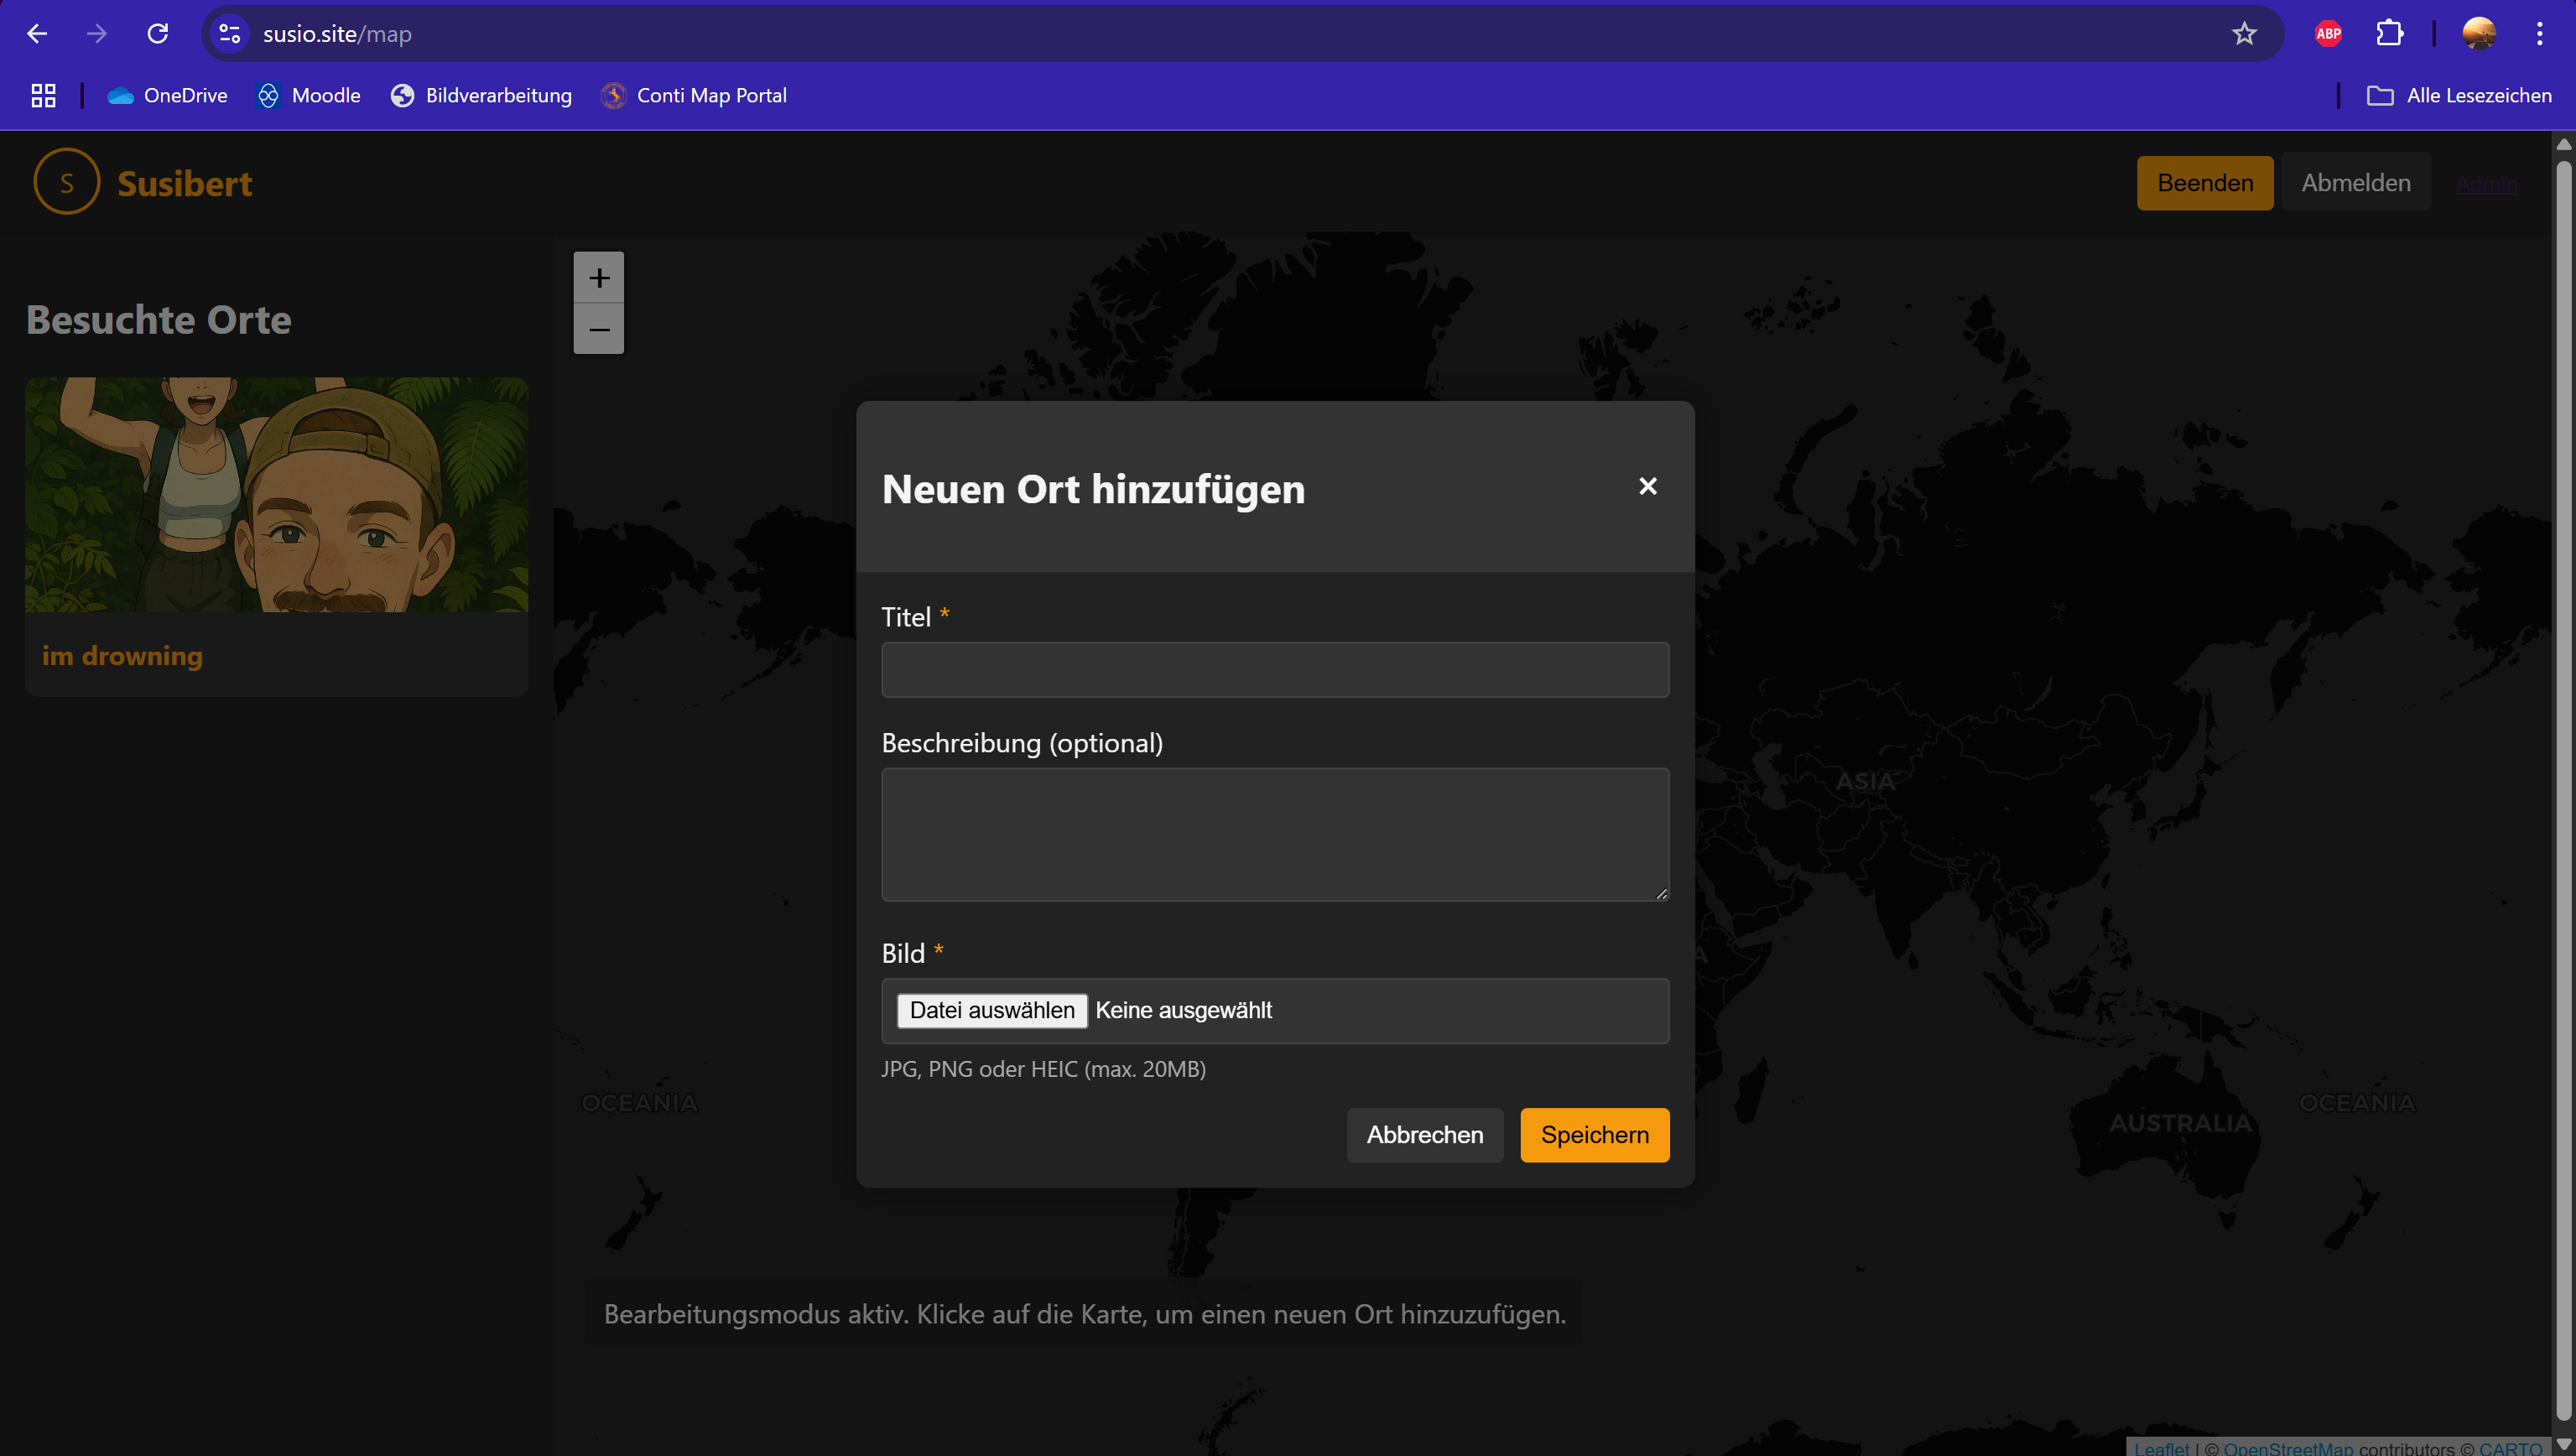 susio.site/map
ABP
OneDrive
Moodle
Bildverarbeitung
Conti Map Portal
Alle Lesezeichen
S
Susibert
Beenden
Abmelden
Admin
Besuchte Orte
im drowning
+
−
Neuen Ort hinzufügen
×
Titel *
Beschreibung (optional)
Bild *
Datei auswählen Keine ausgewählt
JPG, PNG oder HEIC (max. 20MB)
Abbrechen
Speichern
ASIA
OCEANIA
AUSTRALIA
OCEANIA
Bearbeitungsmodus aktiv. Klicke auf die Karte, um einen neuen Ort hinzuzufügen.
Leaflet | © OpenStreetMap contributors © CARTO